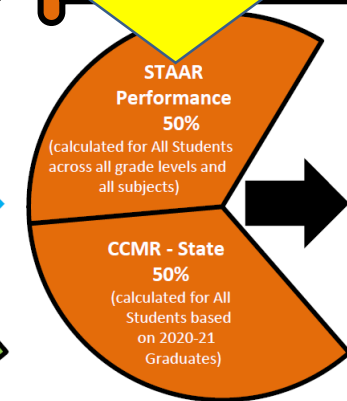 STAAR
Performance
50%
(calculated for All Students
across all grade levels and
all subjects)
CCMR - State
50%
(calculated for All
Students based
on 2020-21
Graduates)